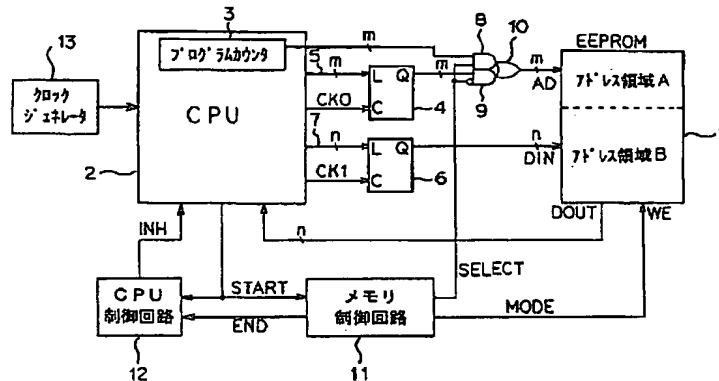 3
8
10
13
プログラムカウンタ
m
EEPROM
5
m
L
Q
m
m
アドレス領域A
クロック
ジェネレータ
CPU
CK0
C
4
9
AD
7
n
L
Q
n
DIN
アドレス領域B
2
CK1
C
6
INH
n
DOUT
WE
SELECT
CPU
制御回路
START
END
メモリ
制御回路
MODE
12
11